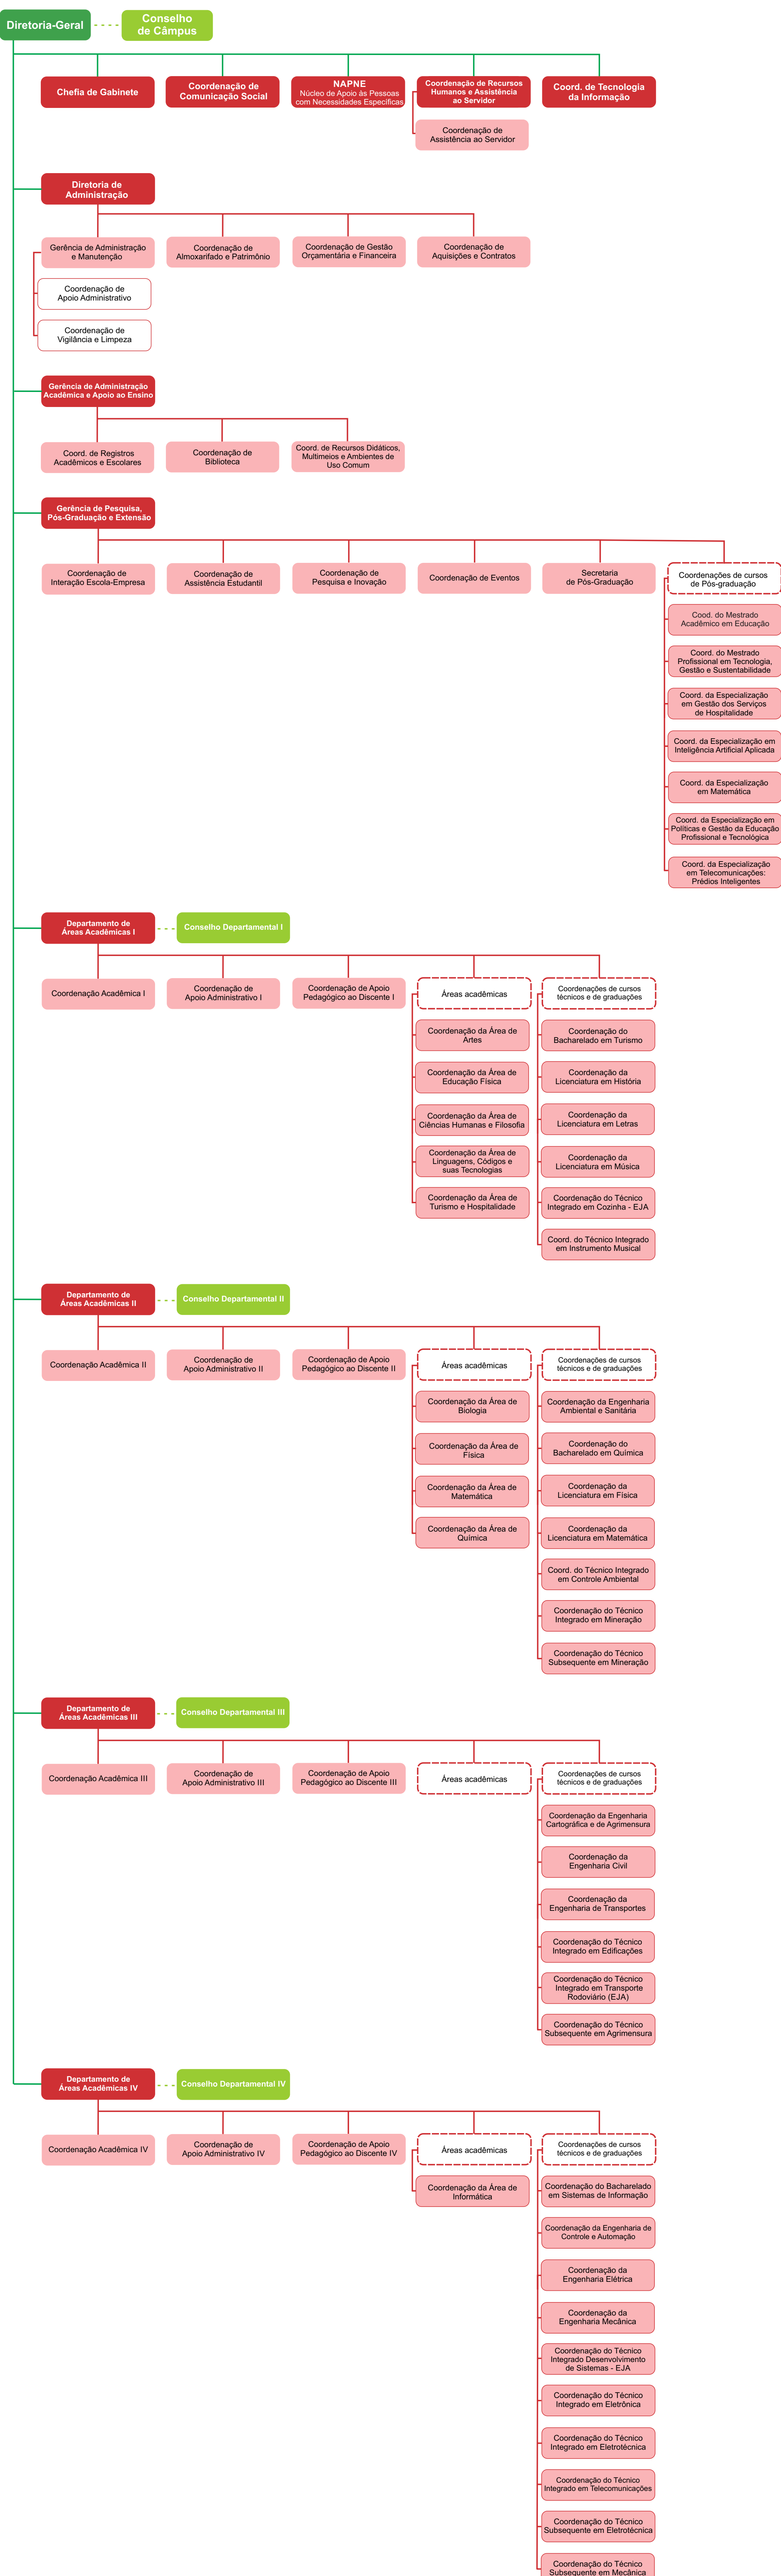 Diretoria-Geral
Conselho
de Câmpus
Chefia de Gabinete
Coordenação de
Comunicação Social
NAPNE
Núcleo de Apoio às Pessoas
com Necessidades Específicas
Coordenação de Recursos
Humanos e Assistência
ao Servidor
Coord. de Tecnologia
da Informação
Coordenação de
Assistência ao Servidor
Diretoria de
Administração
Gerência de Administração
e Manutenção
Coordenação de
Almoxarifado e Patrimônio
Coordenação de Gestão
Orçamentária e Financeira
Coordenação de
Aquisições e Contratos
Coordenação de
Apoio Administrativo
Coordenação de
Vigilância e Limpeza
Gerência de Administração
Acadêmica e Apoio ao Ensino
Coord. de Registros
Acadêmicos e Escolares
Coordenação de
Biblioteca
Coord. de Recursos Didáticos,
Multimeios e Ambientes de
Uso Comum
Gerência de Pesquisa,
Pós-Graduação e Extensão
Coordenação de
Interação Escola-Empresa
Coordenação de
Assistência Estudantil
Coordenação de
Pesquisa e Inovação
Coordenação de Eventos
Secretaria
de Pós-Graduação
Coordenações de cursos
de Pós-graduação
Cood. do Mestrado
Acadêmico em Educação
Coord. do Mestrado
Profissional em Tecnologia,
Gestão e Sustentabilidade
Coord. da Especialização
em Gestão dos Serviços
de Hospitalidade
Coord. da Especialização em
Inteligência Artificial Aplicada
Coord. da Especialização
em Matemática
Coord. da Especialização em
Políticas e Gestão da Educação
Profissional e Tecnológica
Coord. da Especialização
em Telecomunicações:
Prédios Inteligentes
Departamento de
Áreas Acadêmicas I
Conselho Departamental I
Coordenação Acadêmica I
Coordenação de
Apoio Administrativo I
Coordenação de Apoio
Pedagógico ao Discente I
Áreas acadêmicas
Coordenação da Área de
Artes
Coordenação da Área de
Educação Física
Coordenação da Área de
Ciências Humanas e Filosofia
Coordenação da Área de
Linguagens, Códigos e
suas Tecnologias
Coordenação da Área de
Turismo e Hospitalidade
Coordenações de cursos
técnicos e de graduações
Coordenação do
Bacharelado em Turismo
Coordenação da
Licenciatura em História
Coordenação da
Licenciatura em Letras
Coordenação da
Licenciatura em Música
Coordenação do Técnico
Integrado em Cozinha - EJA
Coord. do Técnico Integrado
em Instrumento Musical
Departamento de
Áreas Acadêmicas II
Conselho Departamental II
Coordenação Acadêmica II
Coordenação de
Apoio Administrativo II
Coordenação de Apoio
Pedagógico ao Discente II
Áreas acadêmicas
Coordenação da Área de
Biologia
Coordenação da Área de
Física
Coordenação da Área de
Matemática
Coordenação da Área de
Química
Coordenações de cursos
técnicos e de graduações
Coordenação da Engenharia
Ambiental e Sanitária
Coordenação do
Bacharelado em Química
Coordenação da
Licenciatura em Física
Coordenação da
Licenciatura em Matemática
Coord. do Técnico Integrado
em Controle Ambiental
Coordenação do Técnico
Integrado em Mineração
Coordenação do Técnico
Subsequente em Mineração
Departamento de
Áreas Acadêmicas III
Conselho Departamental III
Coordenação Acadêmica III
Coordenação de
Apoio Administrativo III
Coordenação de Apoio
Pedagógico ao Discente III
Áreas acadêmicas
Coordenações de cursos
técnicos e de graduações
Coordenação da Engenharia
Cartográfica e de Agrimensura
Coordenação da
Engenharia Civil
Coordenação da
Engenharia de Transportes
Coordenação do Técnico
Integrado em Edificações
Coordenação do Técnico
Integrado em Transporte
Rodoviário (EJA)
Coordenação do Técnico
Subsequente em Agrimensura
Departamento de
Áreas Acadêmicas IV
Conselho Departamental IV
Coordenação Acadêmica IV
Coordenação de
Apoio Administrativo IV
Coordenação de Apoio
Pedagógico ao Discente IV
Áreas acadêmicas
Coordenação da Área de
Informática
Coordenações de cursos
técnicos e de graduações
Coordenação do Bacharelado
em Sistemas de Informação
Coordenação da Engenharia de
Controle e Automação
Coordenação da
Engenharia Elétrica
Coordenação da
Engenharia Mecânica
Coordenação do Técnico
Integrado Desenvolvimento
de Sistemas - EJA
Coordenação do Técnico
Integrado em Eletrônica
Coordenação do Técnico
Integrado em Eletrotécnica
Coordenação do Técnico
Integrado em Telecomunicações
Coordenação do Técnico
Subsequente em Eletrotécnica
Coordenação do Técnico
Subsequente em Mecânica